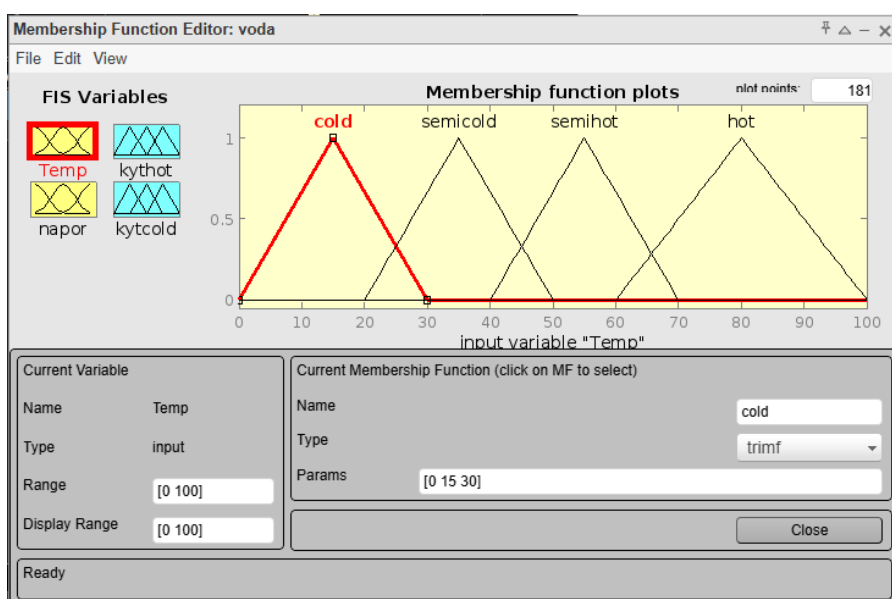 Membership Function Editor: voda
File Edit View
FIS Variables
Membership function plots
plot points: 181
Temp
kythot
napor
kytcold
cold semicold semihot hot
1
0.5
0
0 10 20 30 40 50 60 70 80 90 100
input variable "Temp"
Current Variable
Name Temp
Type input
Range [0 100]
Display Range [0 100]
Current Membership Function (click on MF to select)
Name cold
Type trimf
Params [0 15 30]
Close
Ready